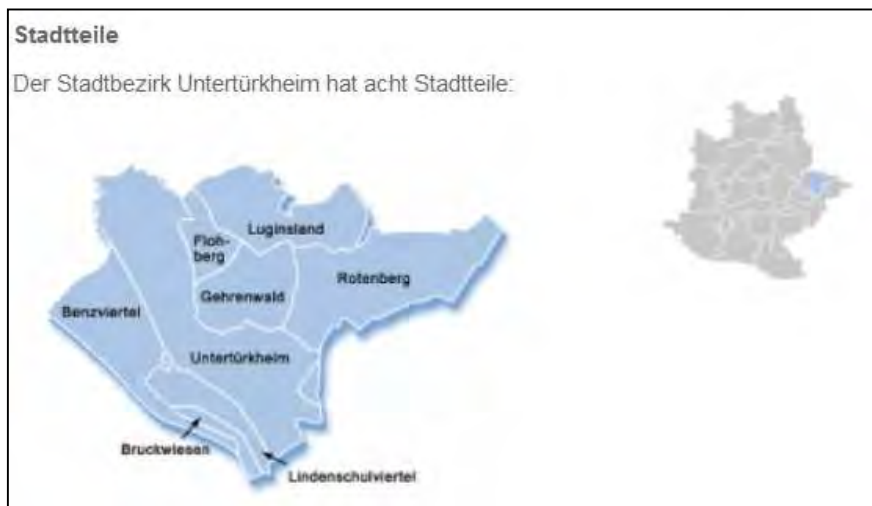 Stadtteile
Der Stadtbezirk Untertürkheim hat acht Stadtteile:
Luginsland
Floh-
berg
Rotenberg
Gehrenwald
Benzviertel
Untertürkheim
Bruckwiesen
Lindenschulviertel